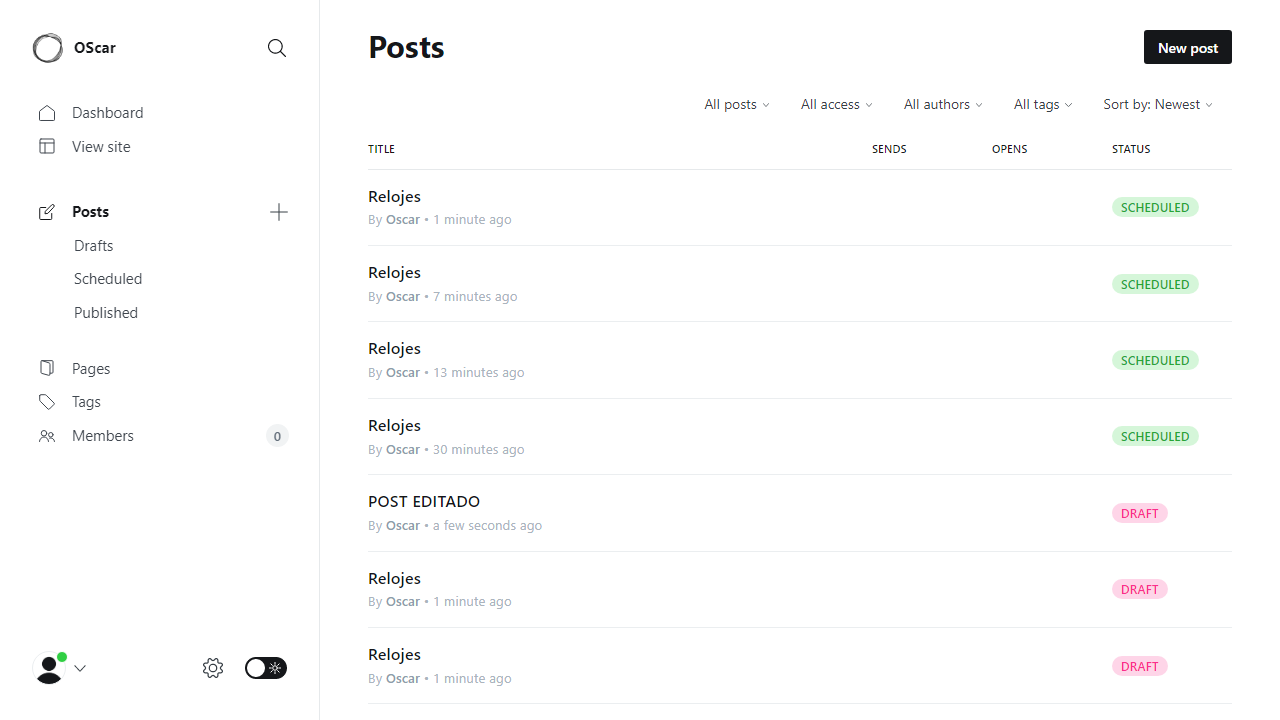 OScar
Dashboard
View site
Posts
Drafts
Scheduled
Published
Pages
Tags
Members 0
Posts
New post
All posts All access All authors All tags Sort by: Newest
TITLE SENDS OPENS STATUS
Relojes
By Oscar • 1 minute ago
SCHEDULED
Relojes
By Oscar • 7 minutes ago
SCHEDULED
Relojes
By Oscar • 13 minutes ago
SCHEDULED
Relojes
By Oscar • 30 minutes ago
SCHEDULED
POST EDITADO
By Oscar • a few seconds ago
DRAFT
Relojes
By Oscar • 1 minute ago
DRAFT
Relojes
By Oscar • 1 minute ago
DRAFT